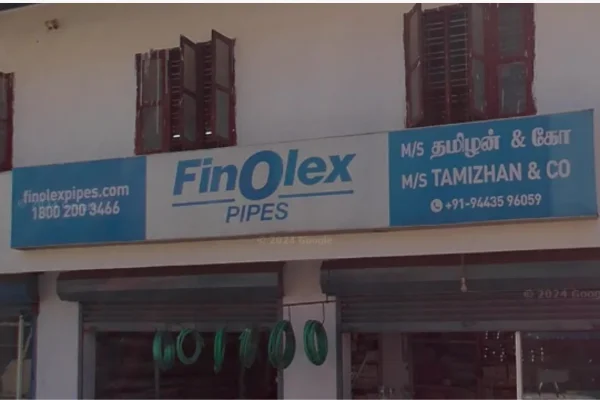 finolexpipes.com
1800 200 3466
FinOlex
PIPES
M/S தமிழன் & கோ
M/S TAMIZHAN & CO
+91-94435 96059
© 2024 Google
© 2024 Google